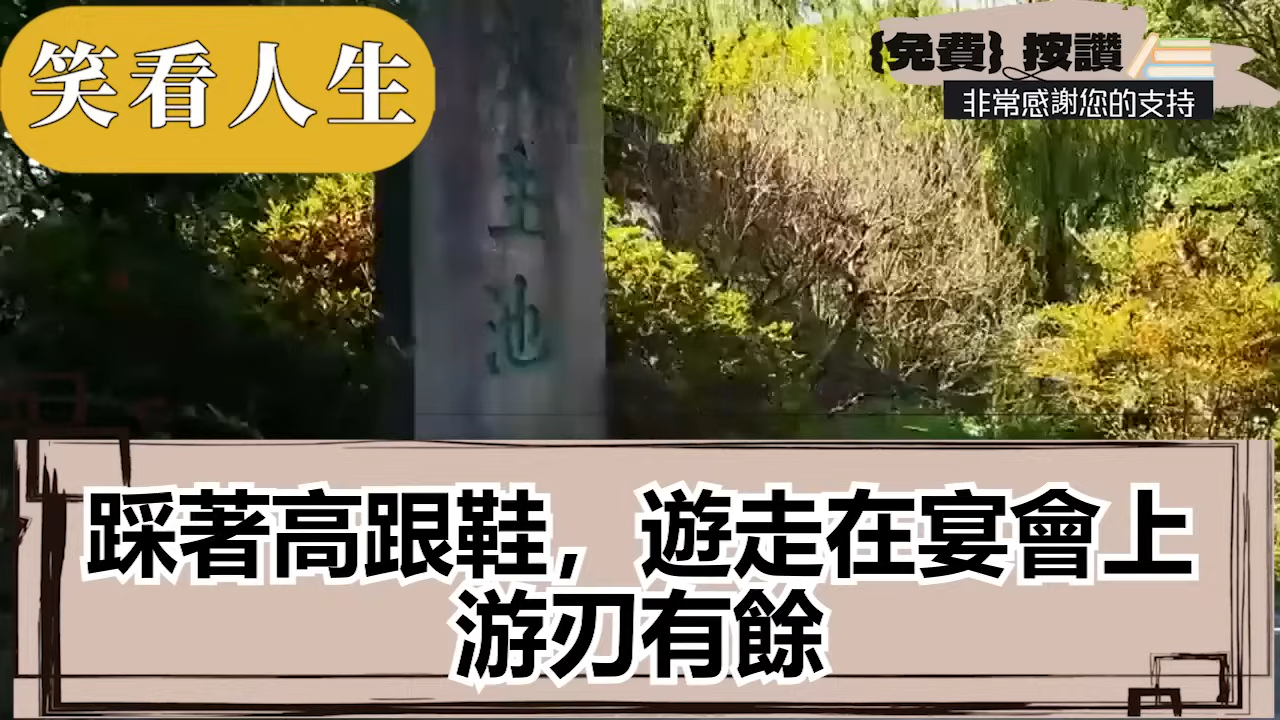 笑看人生
{免費} 按讚
非常感謝您的支持
主
池
踩著高跟鞋，遊走在宴會上
游刃有餘